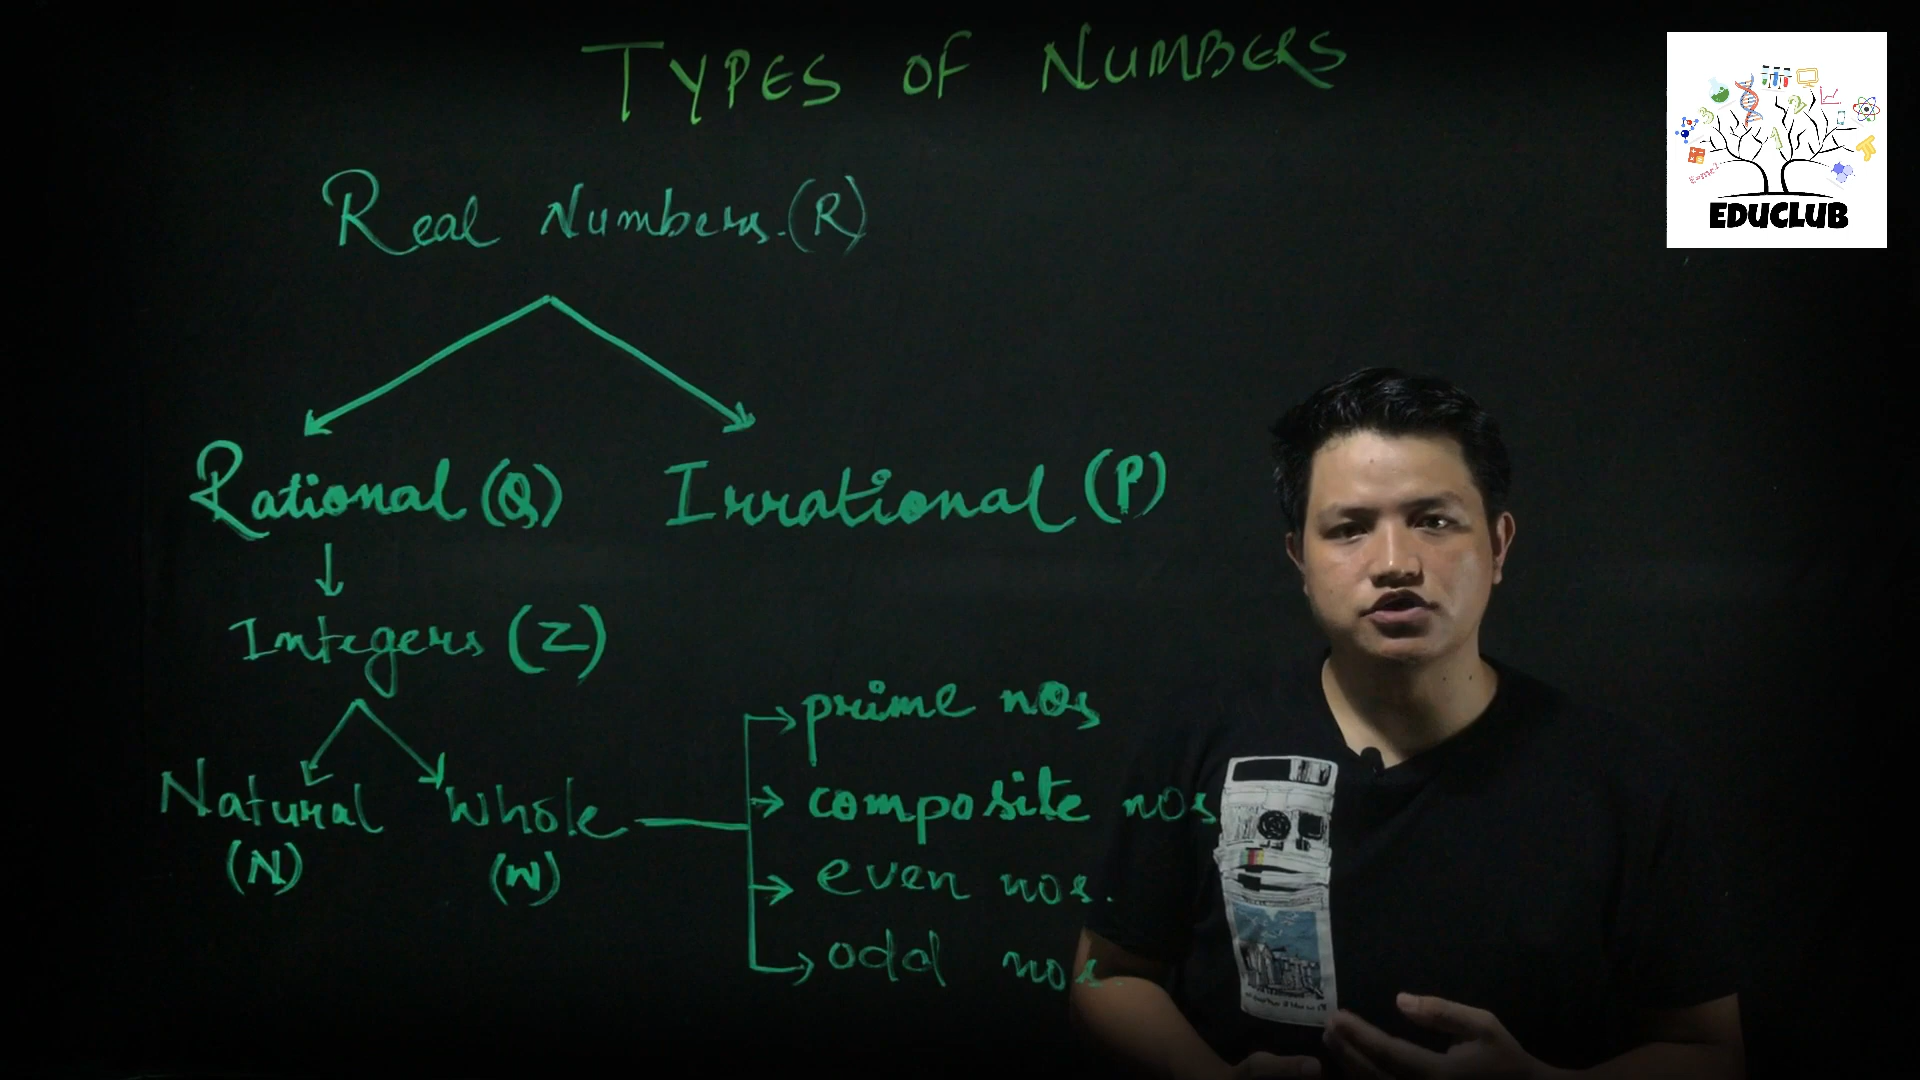 TYPES OF NUMBERS
Real Numbers.(R)
Rational (Q) Irrational (P)
Integers (Z)
Natural Whole
(N) (W)
prime nos
composite nos
even nos.
odd nos.
EDUCLUB